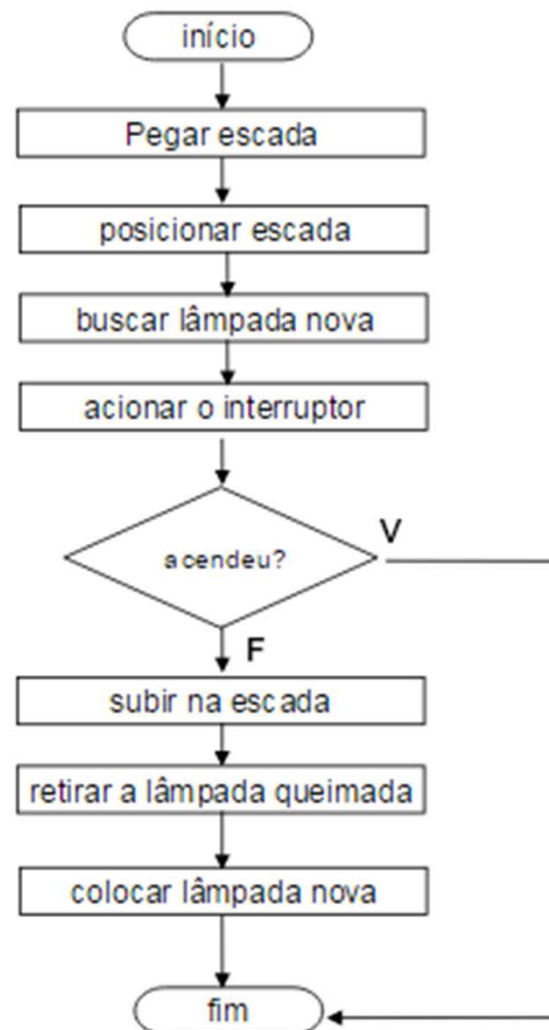 início
Pegar escada
posicionar escada
buscar lâmpada nova
acionar o interruptor
acendeu?
V
F
subir na escada
retirar a lâmpada queimada
colocar lâmpada nova
fim